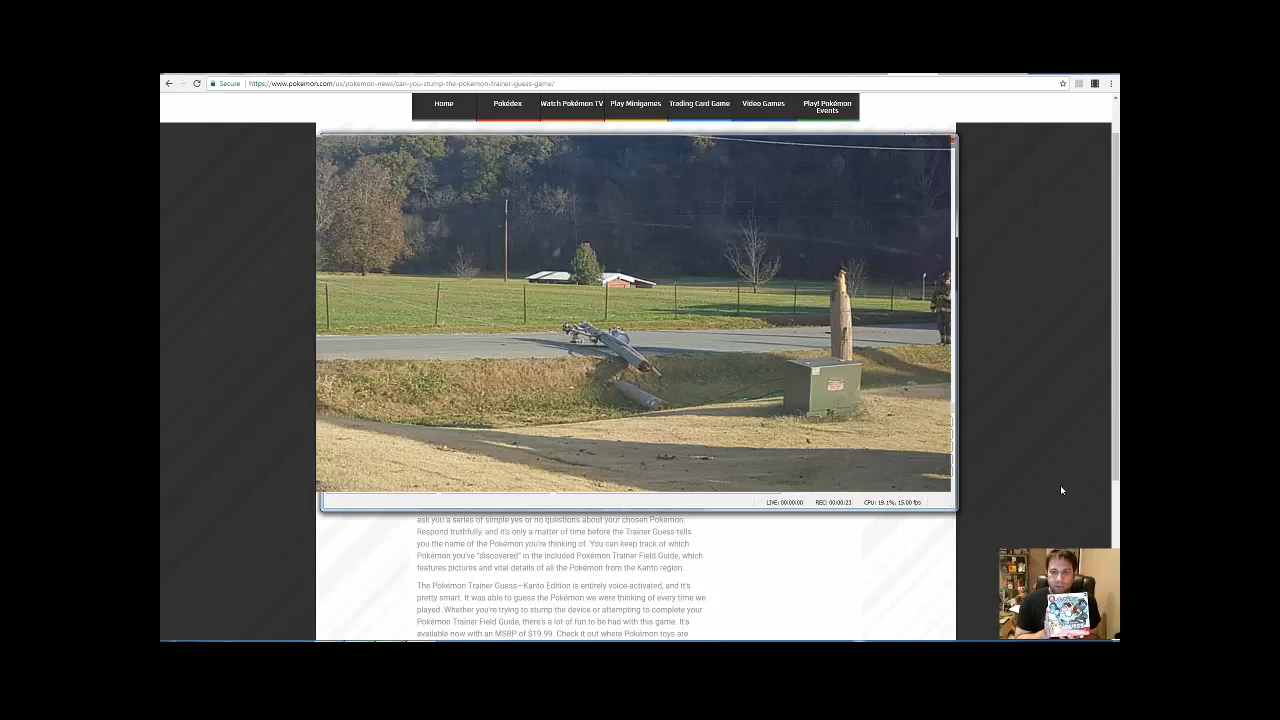 Secure
https://www.pokemon.com/us/pokemon-news/can-you-stump-the-pokemon-trainer-guess-game/
Home
Pokédex
Watch Pokémon TV
Play Minigames
Trading Card Game
Video Games
Play! Pokémon
Events
LIVE: 00:00:00
REC: 00:00:23
CPU: 19.1%, 15.00 fps
ask you a series of simple yes or no questions about your chosen Pokémon.
Respond truthfully, and it's only a matter of time before the Trainer Guess tells
you the name of the Pokémon you're thinking of. You can keep track of which
Pokémon you've "discovered" in the included Pokémon Trainer Field Guide, which
features pictures and vital details of all the Pokémon from the Kanto region.
The Pokémon Trainer Guess—Kanto Edition is entirely voice-activated, and it's
pretty smart. It was able to guess the Pokémon we were thinking of every time we
played. Whether you're trying to stump the device or attempting to complete your
Pokémon Trainer Field Guide, there's a lot of fun to be had with this game. It's
available now with an MSRP of $19.99. Check it out where Pokémon toys are
GUESS